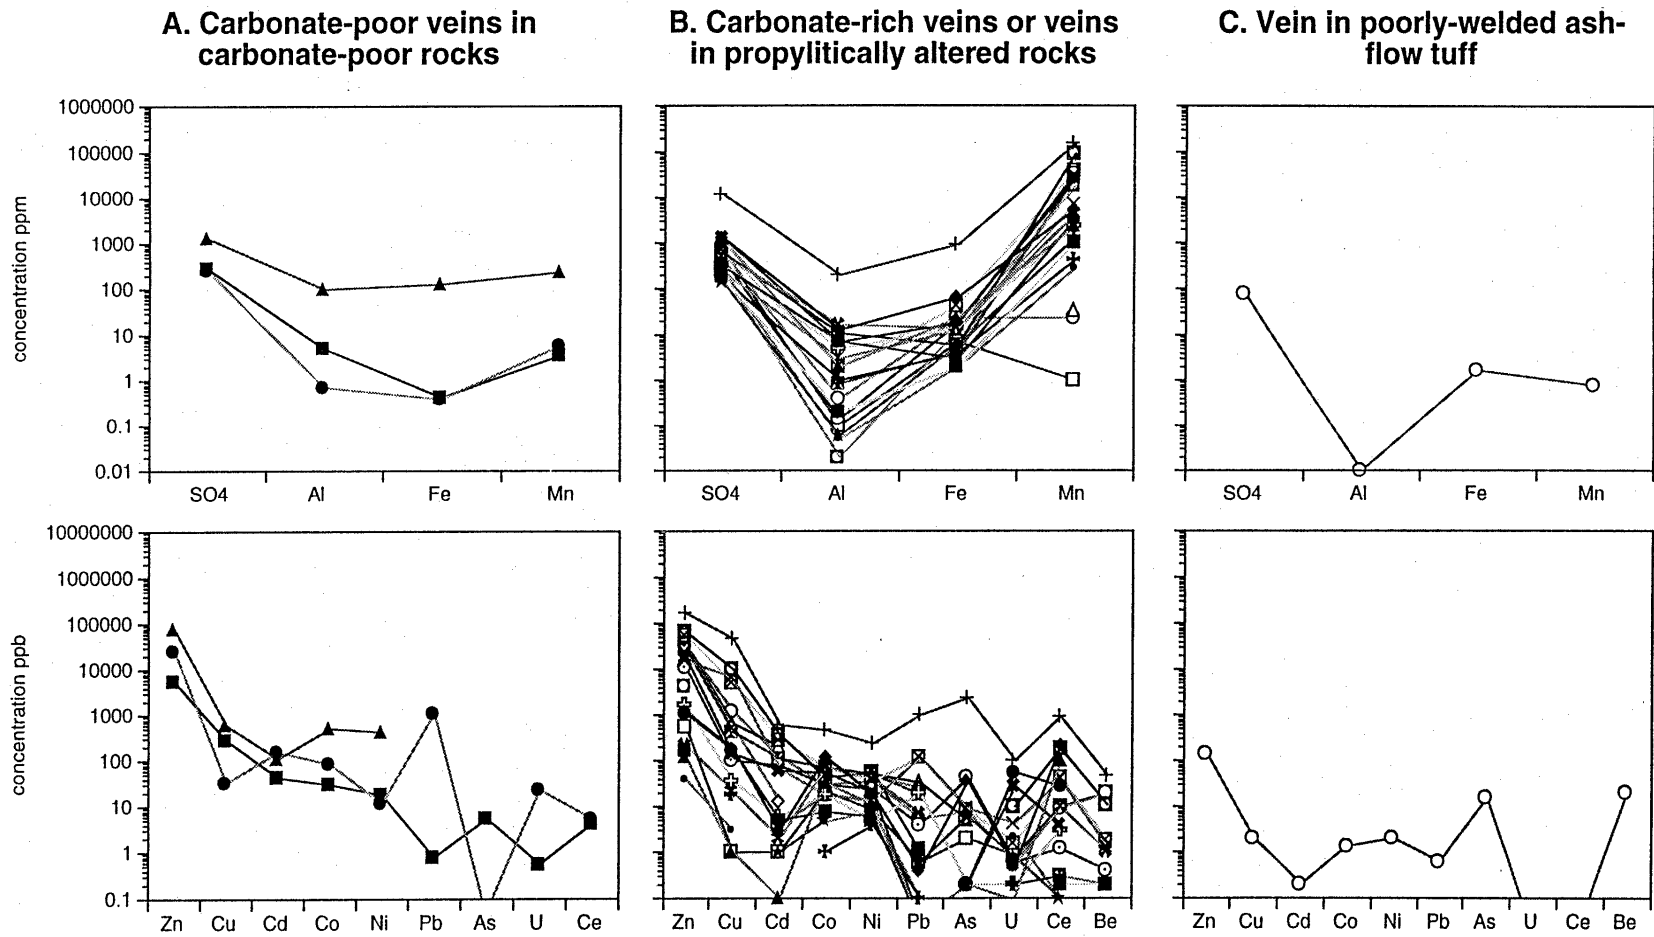 A. Carbonate-poor veins in
carbonate-poor rocks
B. Carbonate-rich veins or veins
in propylitically altered rocks
C. Vein in poorly-welded ash-
flow tuff
concentration ppm
1000000
100000
10000
1000
100
10
1
0.1
0.01
SO4 Al Fe Mn
SO4 Al Fe Mn
SO4 Al Fe Mn
concentration ppb
10000000
1000000
100000
10000
1000
100
10
1
0.1
Zn Cu Cd Co Ni Pb As U Ce
Zn Cu Cd Co Ni Pb As U Ce Be
Zn Cu Cd Co Ni Pb As U Ce Be